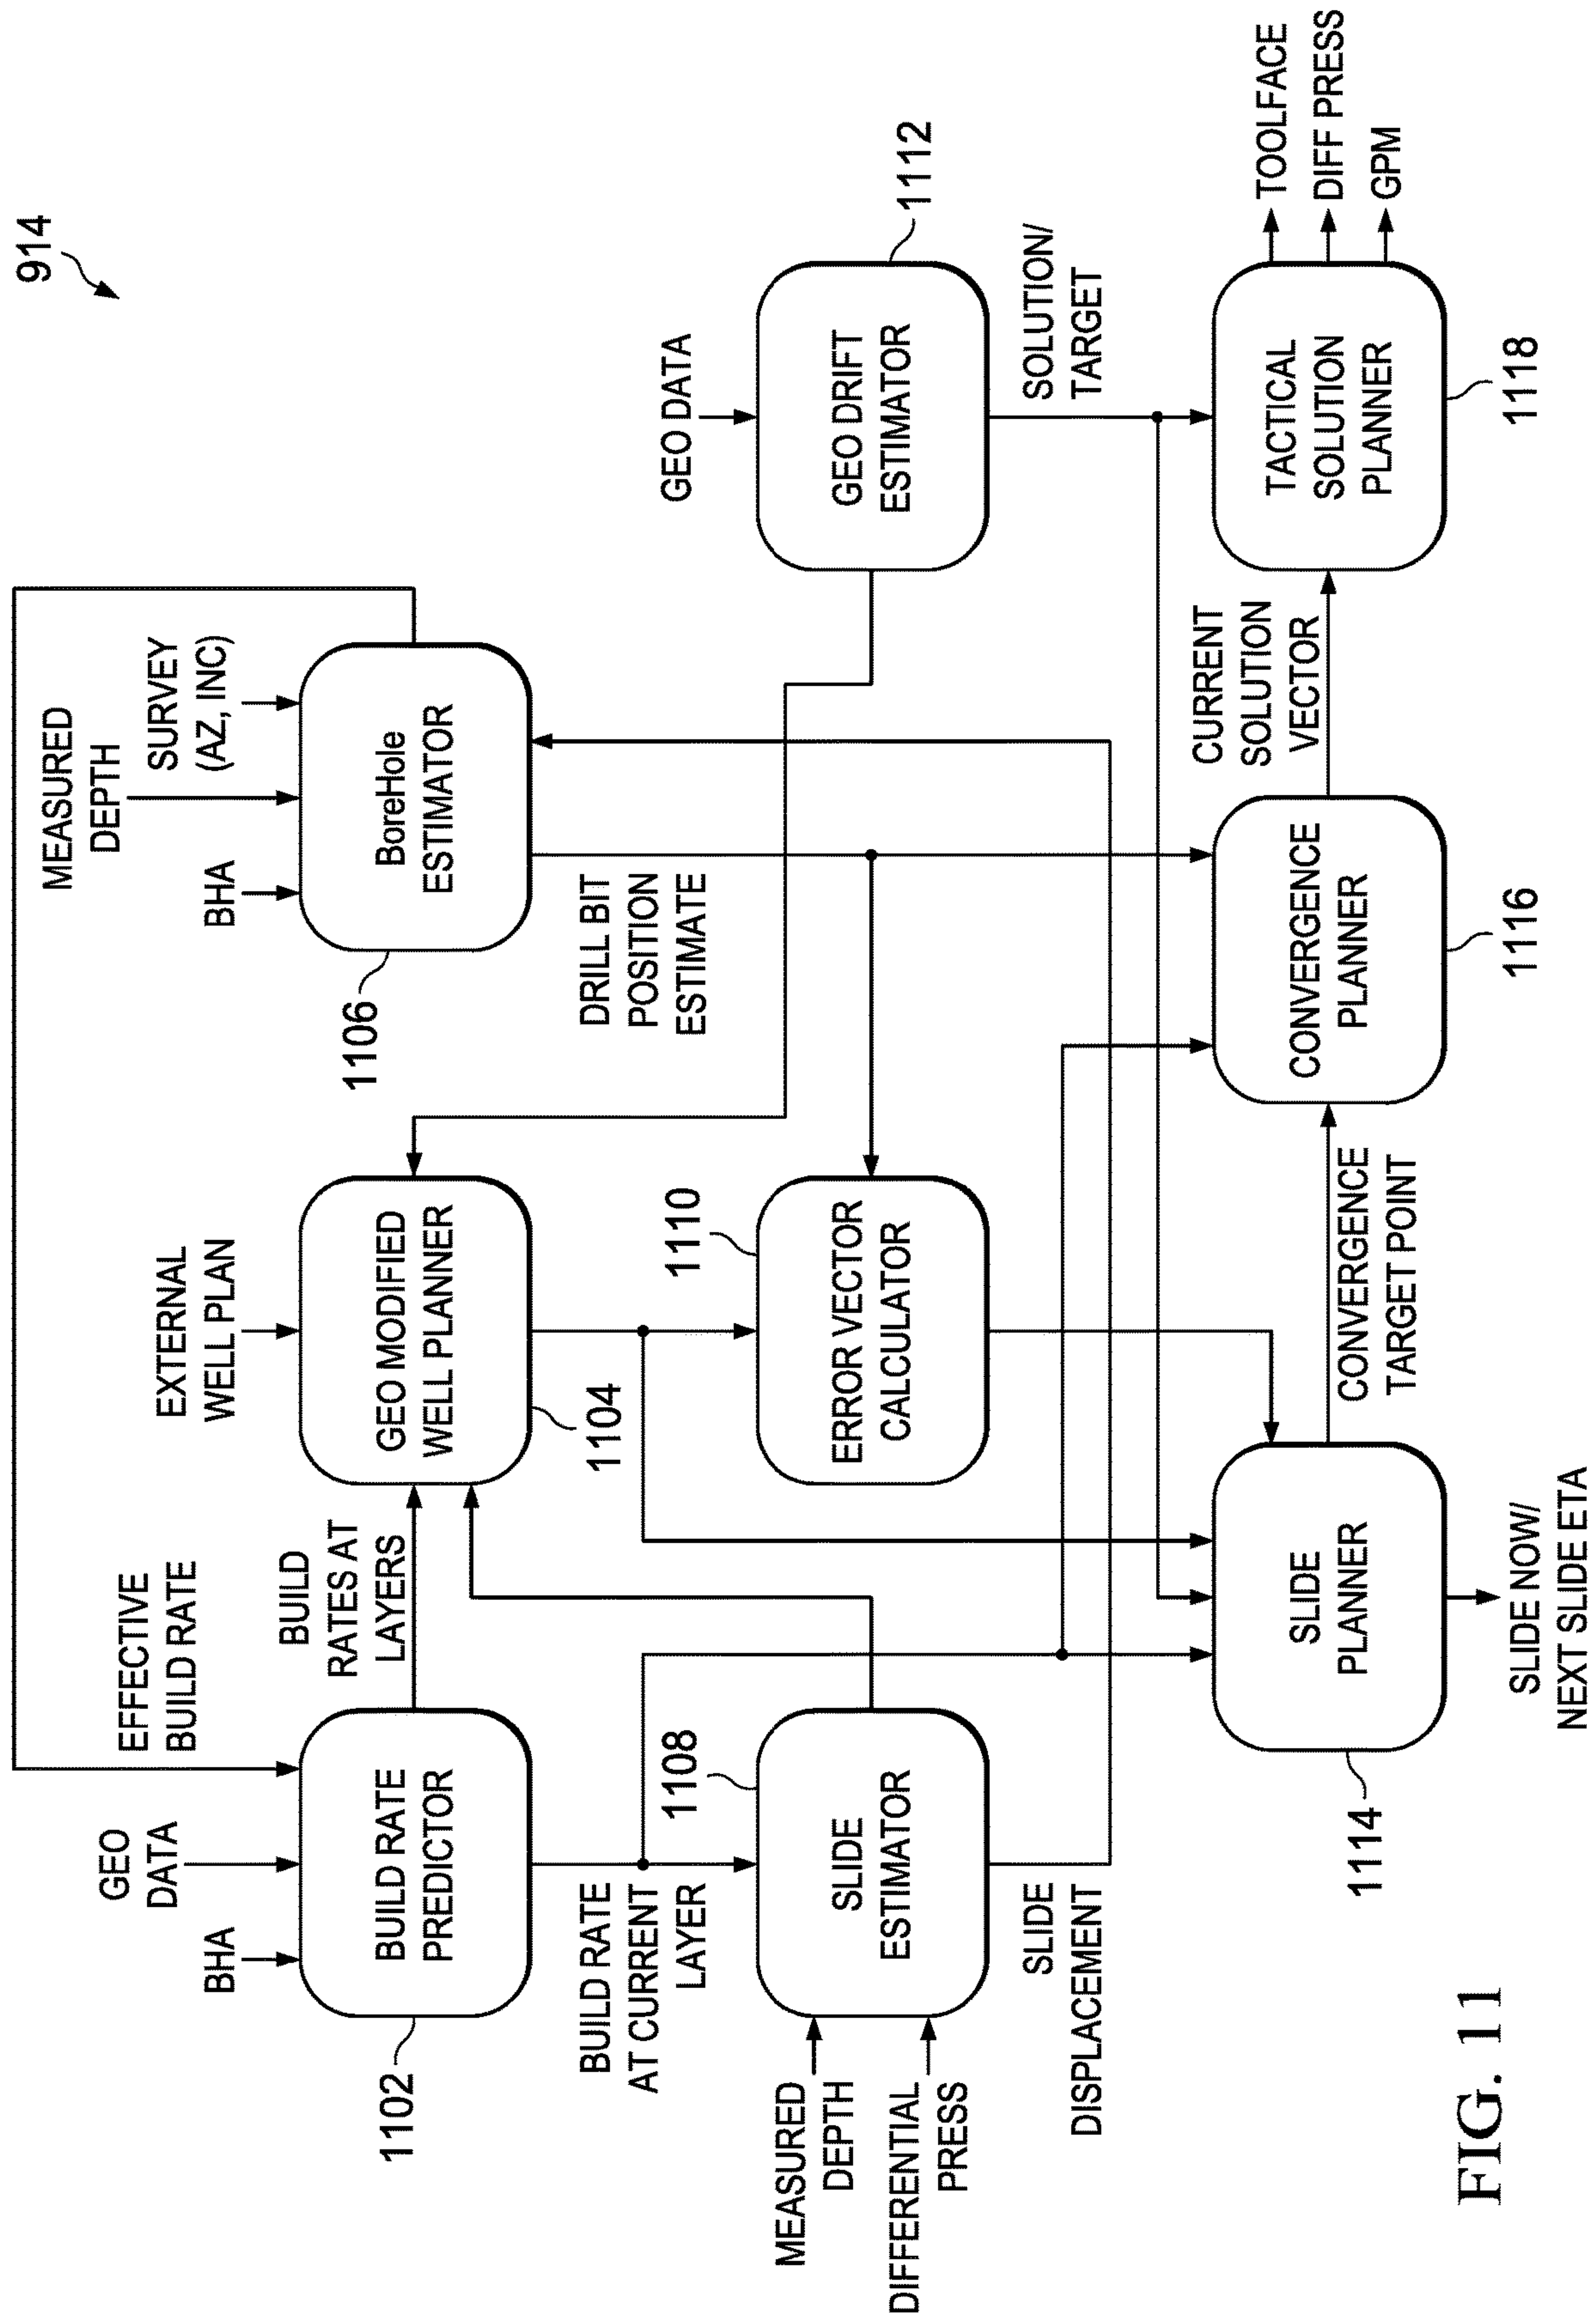 914
EFFECTIVE
BUILD RATE
GEO
DATA
BHA
BUILD RATE
PREDICTOR
1102
BUILD
RATES AT
LAYERS
EXTERNAL
WELL PLAN
GEO MODIFIED
WELL PLANNER
1104
MEASURED
DEPTH
SURVEY
(AZ, INC)
BHA
BoreHole
ESTIMATOR
1106
BUILD RATE
AT CURRENT
LAYER
1108
MEASURED
DEPTH
DIFFERENTIAL
PRESS
SLIDE
ESTIMATOR
SLIDE
DISPLACEMENT
1110
ERROR VECTOR
CALCULATOR
DRILL BIT
POSITION
ESTIMATE
GEO DATA
GEO DRIFT
ESTIMATOR
1112
SOLUTION/
TARGET
SLIDE
PLANNER
1114
SLIDE NOW/
NEXT SLIDE ETA
CONVERGENCE
TARGET POINT
CONVERGENCE
PLANNER
1116
CURRENT
SOLUTION
VECTOR
TACTICAL
SOLUTION
PLANNER
1118
TOOLFACE
DIFF PRESS
GPM
FIG. 11